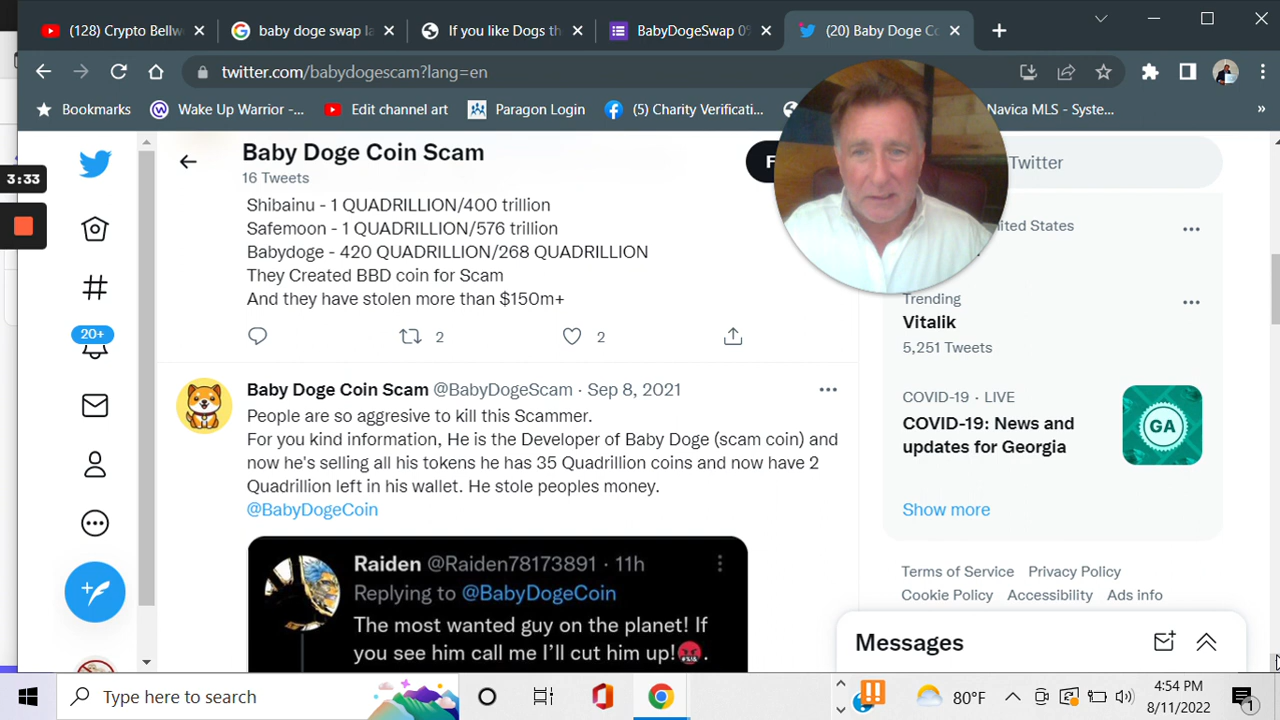 (128) Crypto Bellw
baby doge swap la
If you like Dogs th
BabyDogeSwap 0%
(20) Baby Doge Co
twitter.com/babydogescam?lang=en
Bookmarks
Wake Up Warrior -...
Edit channel art
Paragon Login
(5) Charity Verificati...
Navica MLS - Syste...
3:33
Baby Doge Coin Scam
16 Tweets
F
Twitter
Shibainu - 1 QUADRILLION/400 trillion
Safemoon - 1 QUADRILLION/576 trillion
Babydoge - 420 QUADRILLION/268 QUADRILLION
They Created BBD coin for Scam
And they have stolen more than $150m+
2
2
20+
Baby Doge Coin Scam @BabyDogeScam · Sep 8, 2021
People are so aggresive to kill this Scammer.
For you kind information, He is the Developer of Baby Doge (scam coin) and
now he's selling all his tokens he has 35 Quadrillion coins and now have 2
Quadrillion left in his wallet. He stole peoples money.
@BabyDogeCoin
Raiden @Raiden78173891 · 11h
Replying to @BabyDogeCoin
The most wanted guy on the planet! If
you see him call me I'll cut him up!
nited States
Trending
Vitalik
5,251 Tweets
COVID-19 · LIVE
COVID-19: News and
updates for Georgia
GA
Show more
Terms of Service Privacy Policy
Cookie Policy Accessibility Ads info
Messages
Type here to search
80°F
4:54 PM
8/11/2022
1